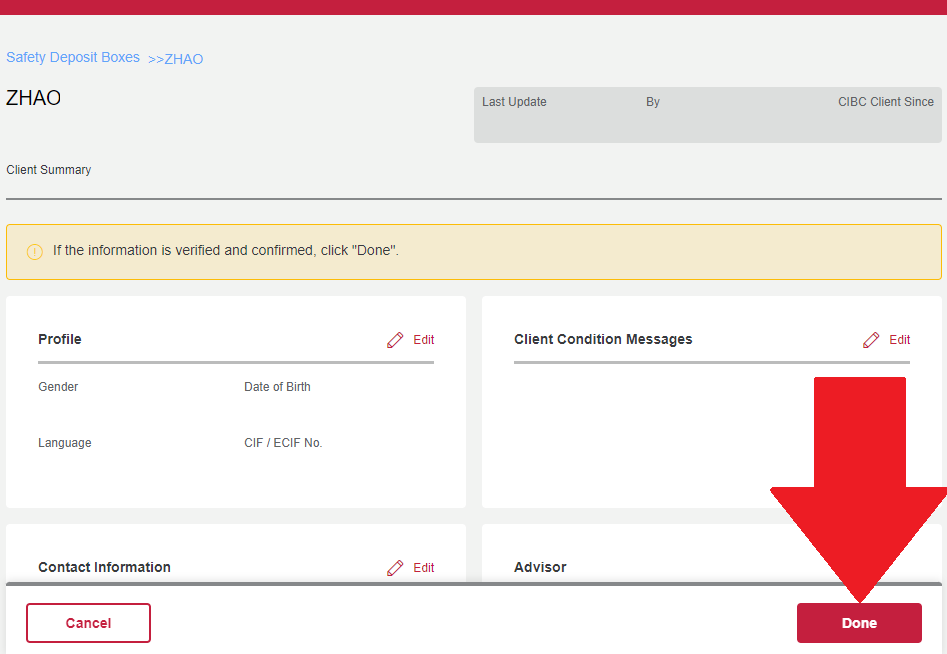 Safety Deposit Boxes >>ZHAO
ZHAO
Last Update By CIBC Client Since
Client Summary
If the information is verified and confirmed, click "Done".
Profile Edit
Client Condition Messages Edit
Gender Date of Birth
Language CIF / ECIF No.
Contact Information Edit
Advisor
Cancel Done